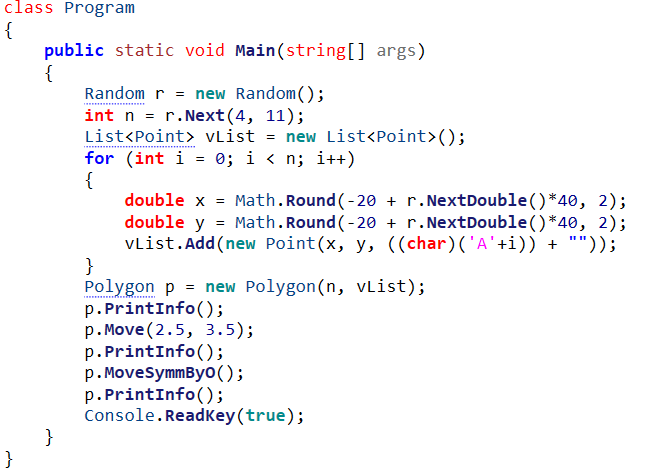 class Program
{
    public static void Main(string[] args)
    {
        Random r = new Random();
        int n = r.Next(4, 11);
        List<Point> vList = new List<Point>();
        for (int i = 0; i < n; i++)
        {
            double x = Math.Round(-20 + r.NextDouble()*40, 2);
            double y = Math.Round(-20 + r.NextDouble()*40, 2);
            vList.Add(new Point(x, y, ((char)('A'+i)) + ""));
        }
        Polygon p = new Polygon(n, vList);
        p.PrintInfo();
        p.Move(2.5, 3.5);
        p.PrintInfo();
        p.MoveSymmByO();
        p.PrintInfo();
        Console.ReadKey(true);
    }
}